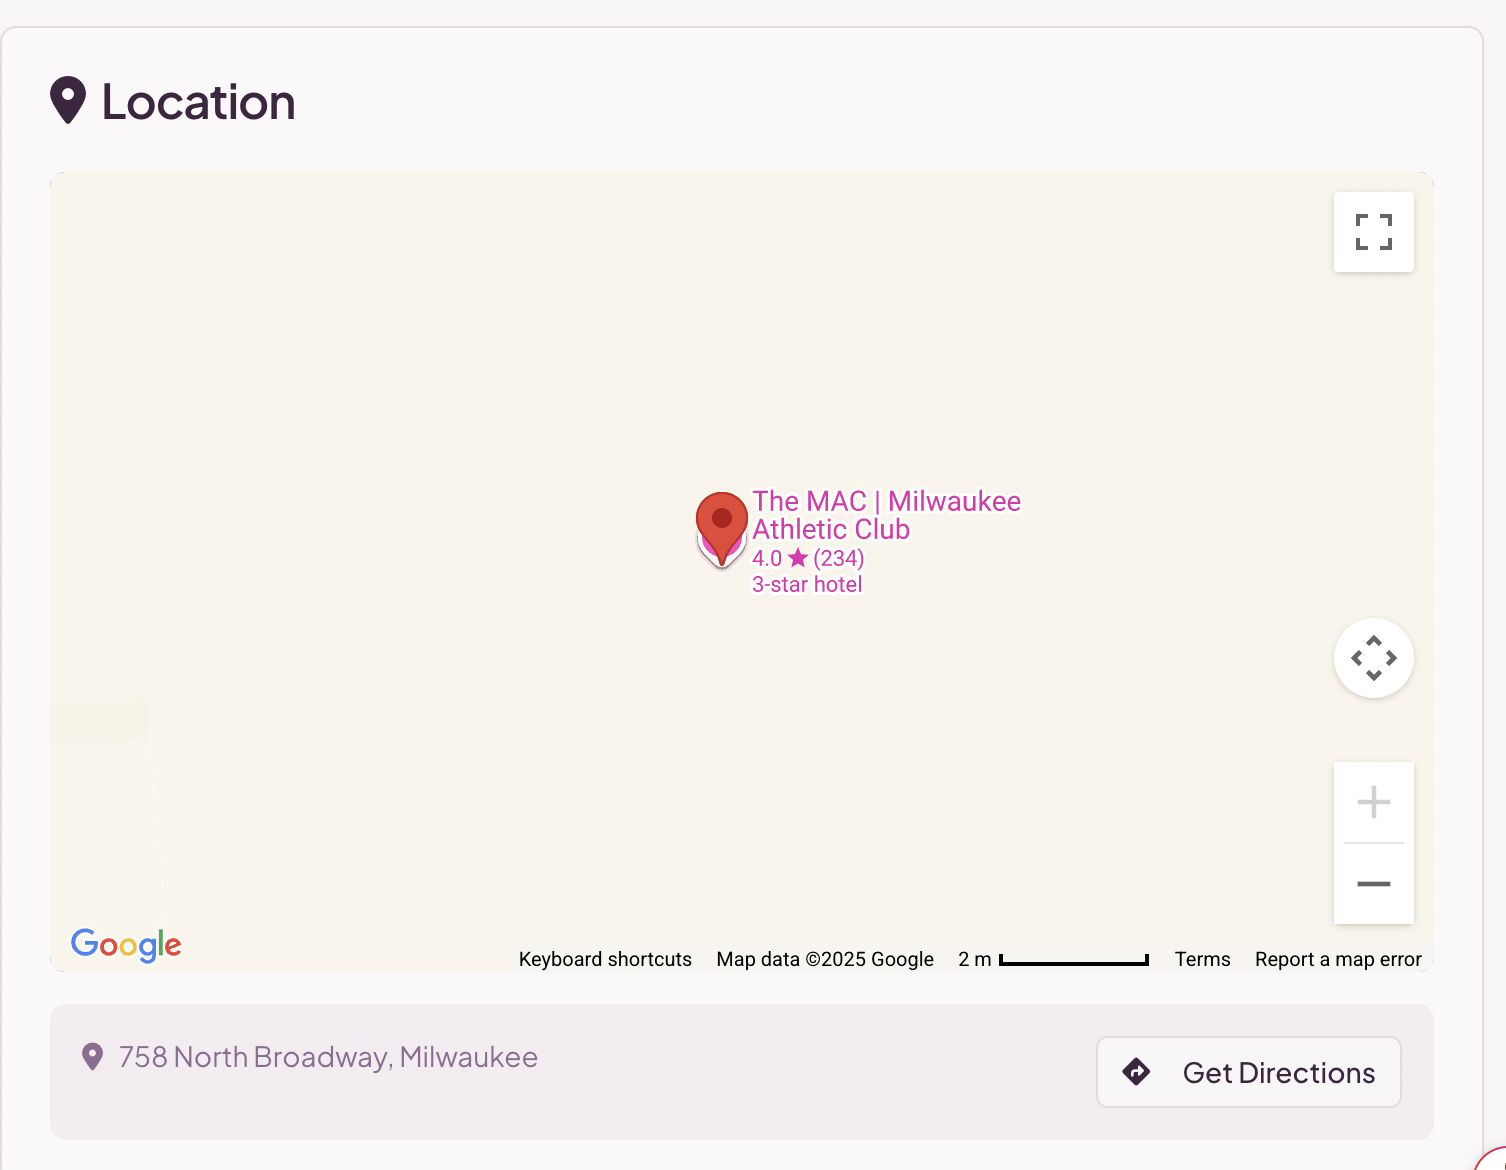 Location
The MAC | Milwaukee
Athletic Club
4.0 ★ (234)
3-star hotel
Google
Keyboard shortcuts Map data ©2025 Google 2 m Terms Report a map error
758 North Broadway, Milwaukee
Get Directions